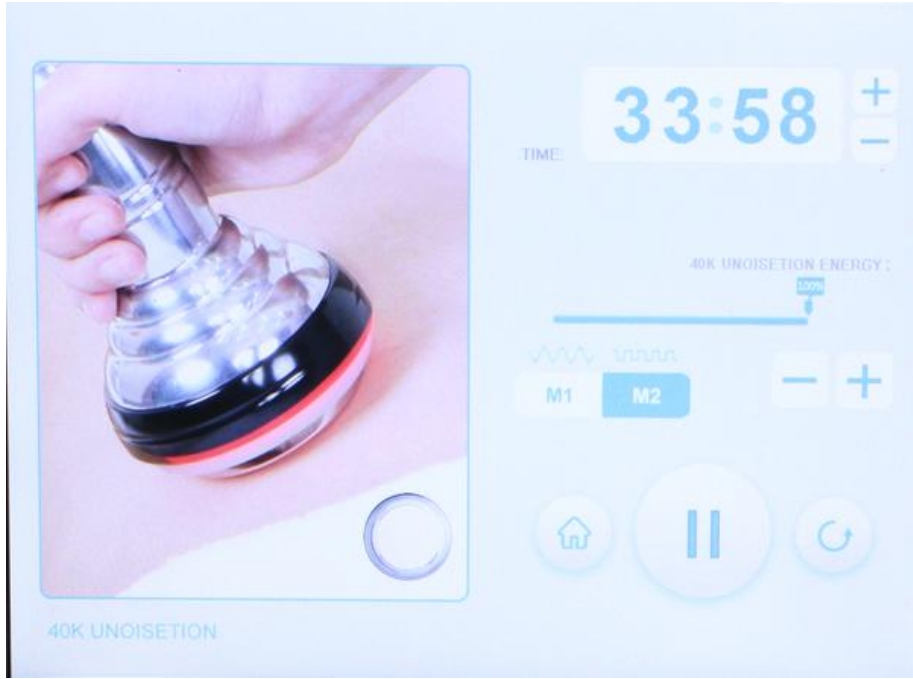 33:58
TIME:
40K UNOISETION ENERGY :
100%
M1 M2
40K UNOISETION